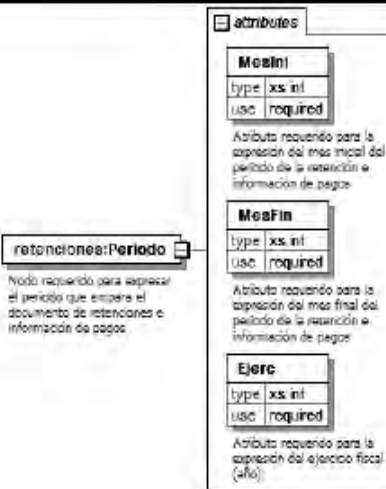 attributes
MesIni
type xs:int
use required
Atributo requerido para la
expresión del mes inicial del
periodo de la retención e
información de pagos
MesFin
type xs:int
use required
Atributo requerido para la
expresión del mes final del
periodo de la retención e
información de pagos
retenciones:Periodo
Nodo requerido para expresar
el periodo que ampara el
documento de retenciones e
información de pagos
Ejerc
type xs:int
use required
Atributo requerido para la
expresión del ejercicio fiscal
(año)